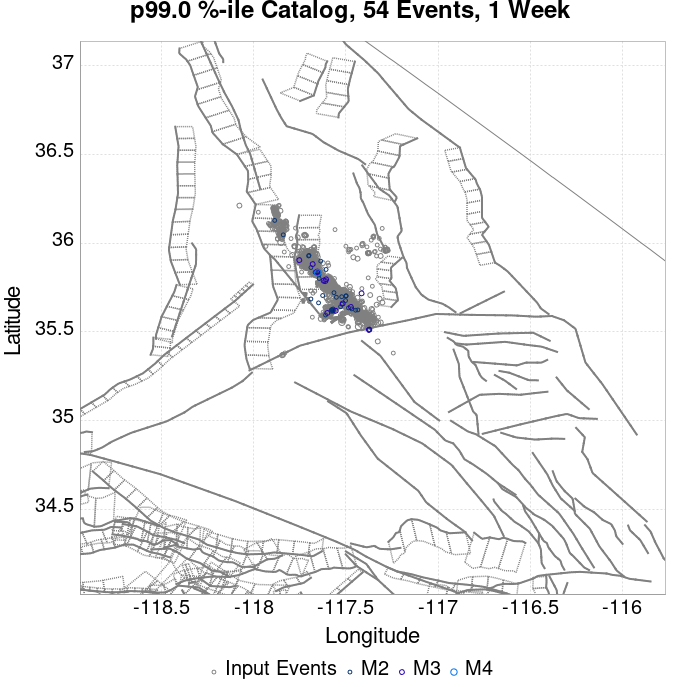 p99.0 %-ile Catalog, 54 Events, 1 Week
37
36.5
36
35.5
35
34.5
Latitude
-118.5 -118 -117.5 -117 -116.5 -116
Longitude
Input Events M2 M3 M4